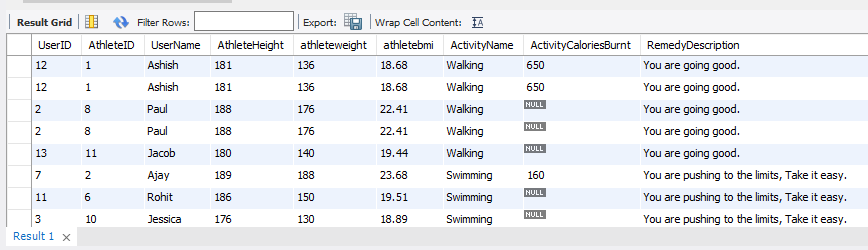 Result Grid Filter Rows: Export: Wrap Cell Content: IA
UserID AthleteID UserName AthleteHeight athleteweight athletebmi ActivityName ActivityCaloriesBurnt RemedyDescription
12 1 Ashish 181 136 18.68 Walking 650 You are going good.
12 1 Ashish 181 136 18.68 Walking 650 You are going good.
2 8 Paul 188 176 22.41 Walking NULL You are going good.
2 8 Paul 188 176 22.41 Walking NULL You are going good.
13 11 Jacob 180 140 19.44 Walking NULL You are going good.
7 2 Ajay 189 188 23.68 Swimming 160 You are pushing to the limits, Take it easy.
11 6 Rohit 186 150 19.51 Swimming NULL You are pushing to the limits, Take it easy.
3 10 Jessica 176 130 18.89 Swimming NULL You are pushing to the limits, Take it easy.
Result 1